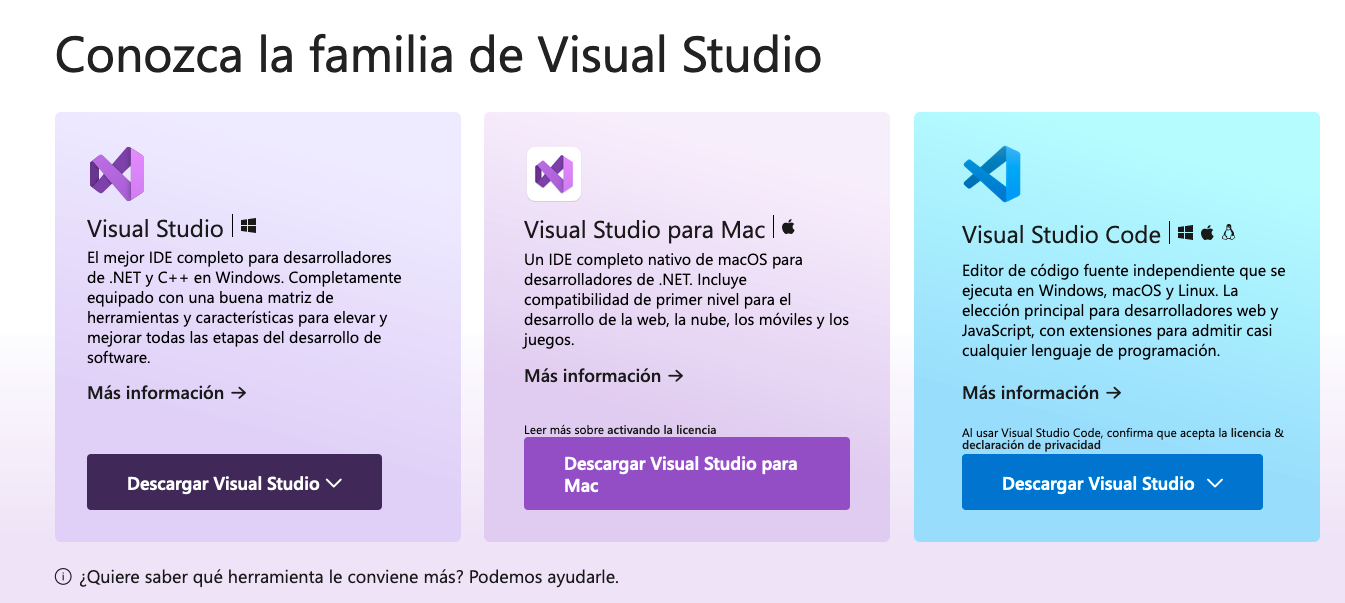 Conozca la familia de Visual Studio
Visual Studio
El mejor IDE completo para desarrolladores
de .NET y C++ en Windows. Completamente
equipado con una buena matriz de
herramientas y características para elevar y
mejorar todas las etapas del desarrollo de
software.
Más información →
Descargar Visual Studio
Visual Studio para Mac
Un IDE completo nativo de macOS para
desarrolladores de .NET. Incluye
compatibilidad de primer nivel para el
desarrollo de la web, la nube, los móviles y los
juegos.
Más información →
Leer más sobre activando la licencia
Descargar Visual Studio para
Mac
Visual Studio Code
Editor de código fuente independiente que se
ejecuta en Windows, macOS y Linux. La
elección principal para desarrolladores web y
JavaScript, con extensiones para admitir casi
cualquier lenguaje de programación.
Más información →
Al usar Visual Studio Code, confirma que acepta la licencia &
declaración de privacidad
Descargar Visual Studio
¿Quiere saber qué herramienta le conviene más? Podemos ayudarle.